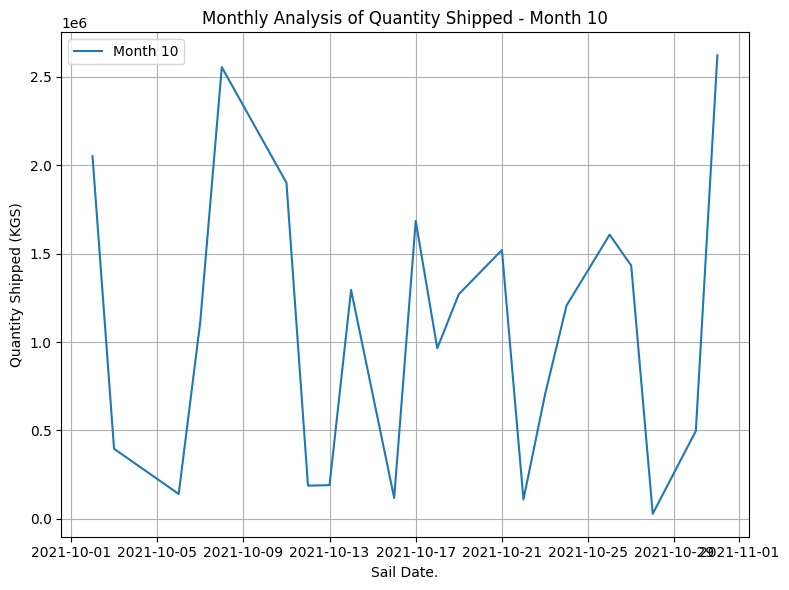 Monthly Analysis of Quantity Shipped - Month 10
1e6
Month 10
2.5
2.0
1.5
1.0
0.5
0.0
Quantity Shipped (KGS)
2021-10-01 2021-10-05 2021-10-09 2021-10-13 2021-10-17 2021-10-21 2021-10-25 2021-10-29 2021-11-01
Sail Date.